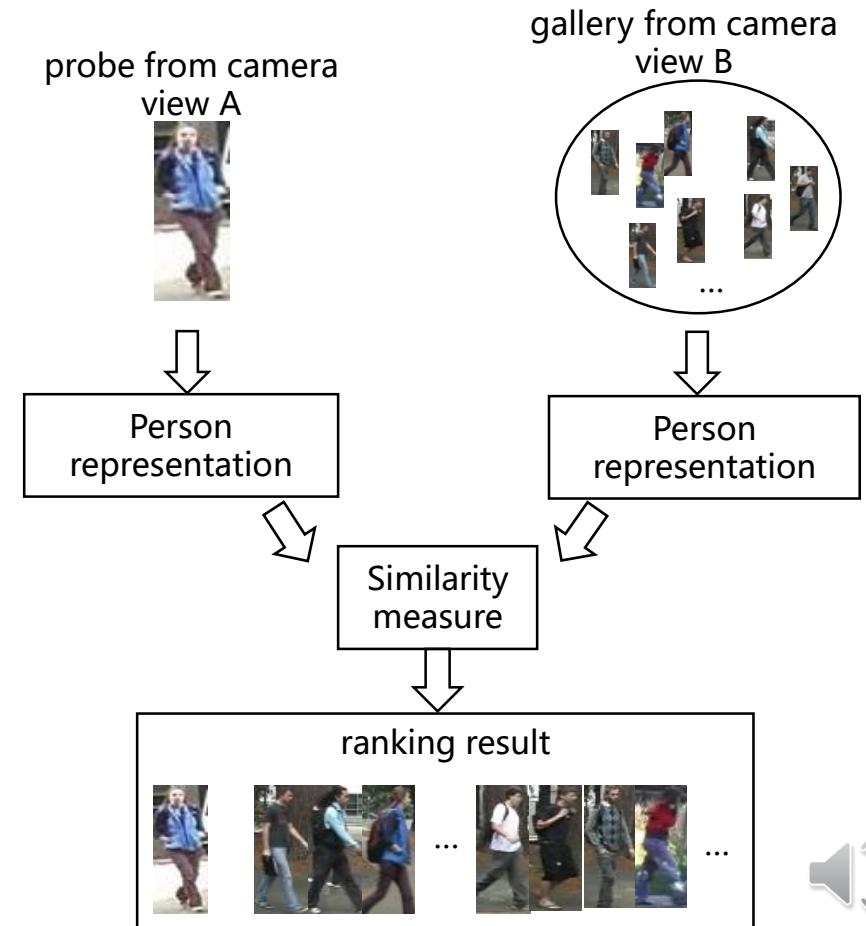 probe from camera
view A
gallery from camera
view B
...
Person
representation
Person
representation
Similarity
measure
ranking result
...
...